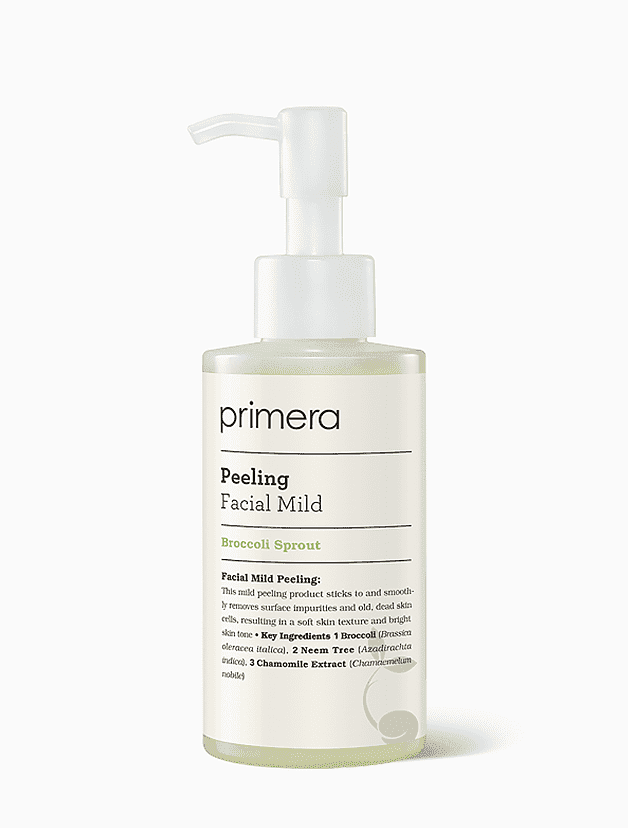 primera
Peeling
Facial Mild
Broccoli Sprout
Facial Mild Peeling:
This mild peeling product sticks to and smooth-
ly removes surface impurities and old, dead skin
cells, resulting in a soft skin texture and bright
skin tone • Key Ingredients 1 Broccoli (Brassica
oleracea italica), 2 Neem Tree (Azadirachta
indica), 3 Chamomile Extract (Chamaemelum
nobile)